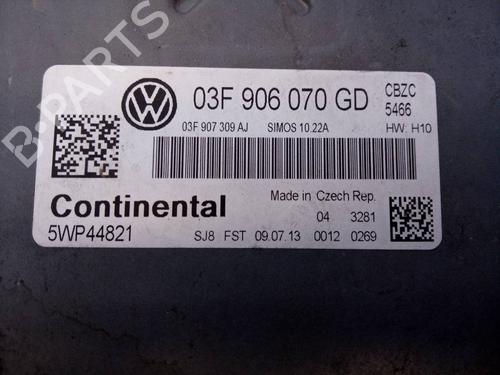 B-PARTS
VW
03F 906 070 GD
CBZC
5466
03F 907 309 AJ SIMOS 10.22A HW: H10
Continental
5WP44821
Made in Czech Rep.
04 3281
SJ8 FST 09.07.13 0012 0269